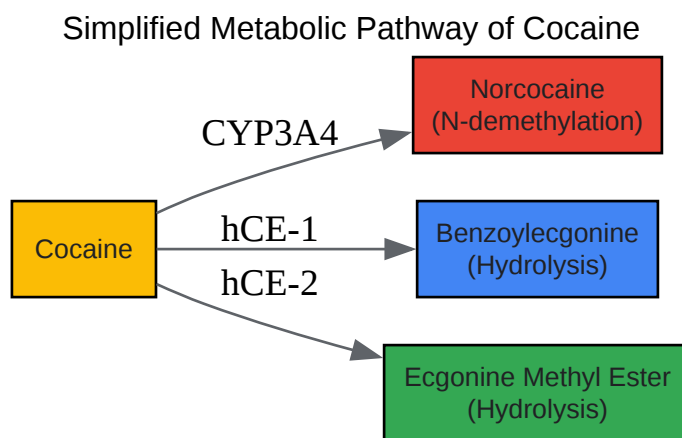 Simplified Metabolic Pathway of Cocaine
Norcocaine
(N-demethylation)
CYP3A4
Cocaine
hCE-1
Benzoylecgonine
(Hydrolysis)
hCE-2
Ecgonine Methyl Ester
(Hydrolysis)